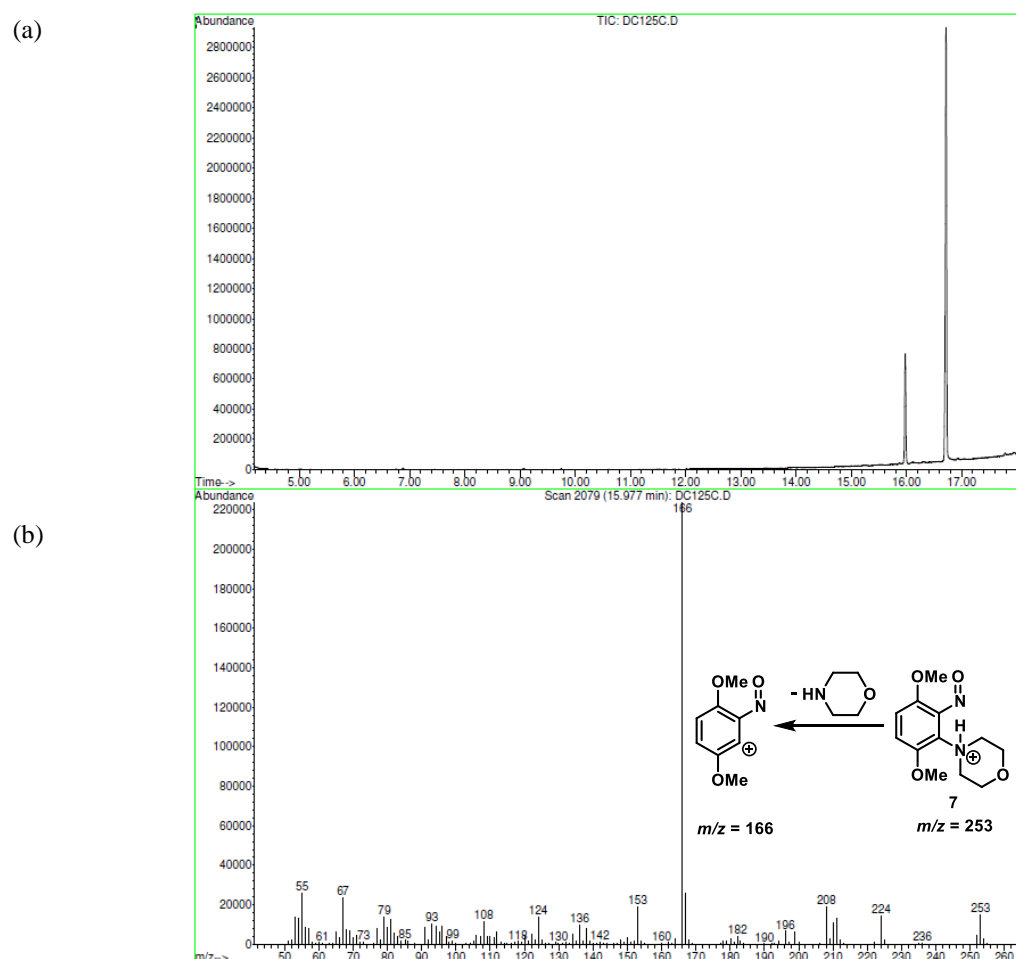 (a)
Abundance
TIC: DC125C.D
2800000
2600000
2400000
2200000
2000000
1800000
1600000
1400000
1200000
1000000
800000
600000
400000
200000
0
Time--> 5.00 6.00 7.00 8.00 9.00 10.00 11.00 12.00 13.00 14.00 15.00 16.00 17.00
(b)
Abundance
Scan 2079 (15.977 min): DC125C.D
220000
200000
180000
160000
140000
120000
100000
80000
60000
40000
20000
0
166
OMe O
N
⊕
OMe
m/z = 166
- HN O
OMe O
N
H
N
⊕
OMe O
7
m/z = 253
55 61 67 73 79 85 93 99 108 118 124 130 136 142 153 160 182 190 196 208 224 236 253
m/z--> 50 60 70 80 90 100 110 120 130 140 150 160 170 180 190 200 210 220 230 240 250 260